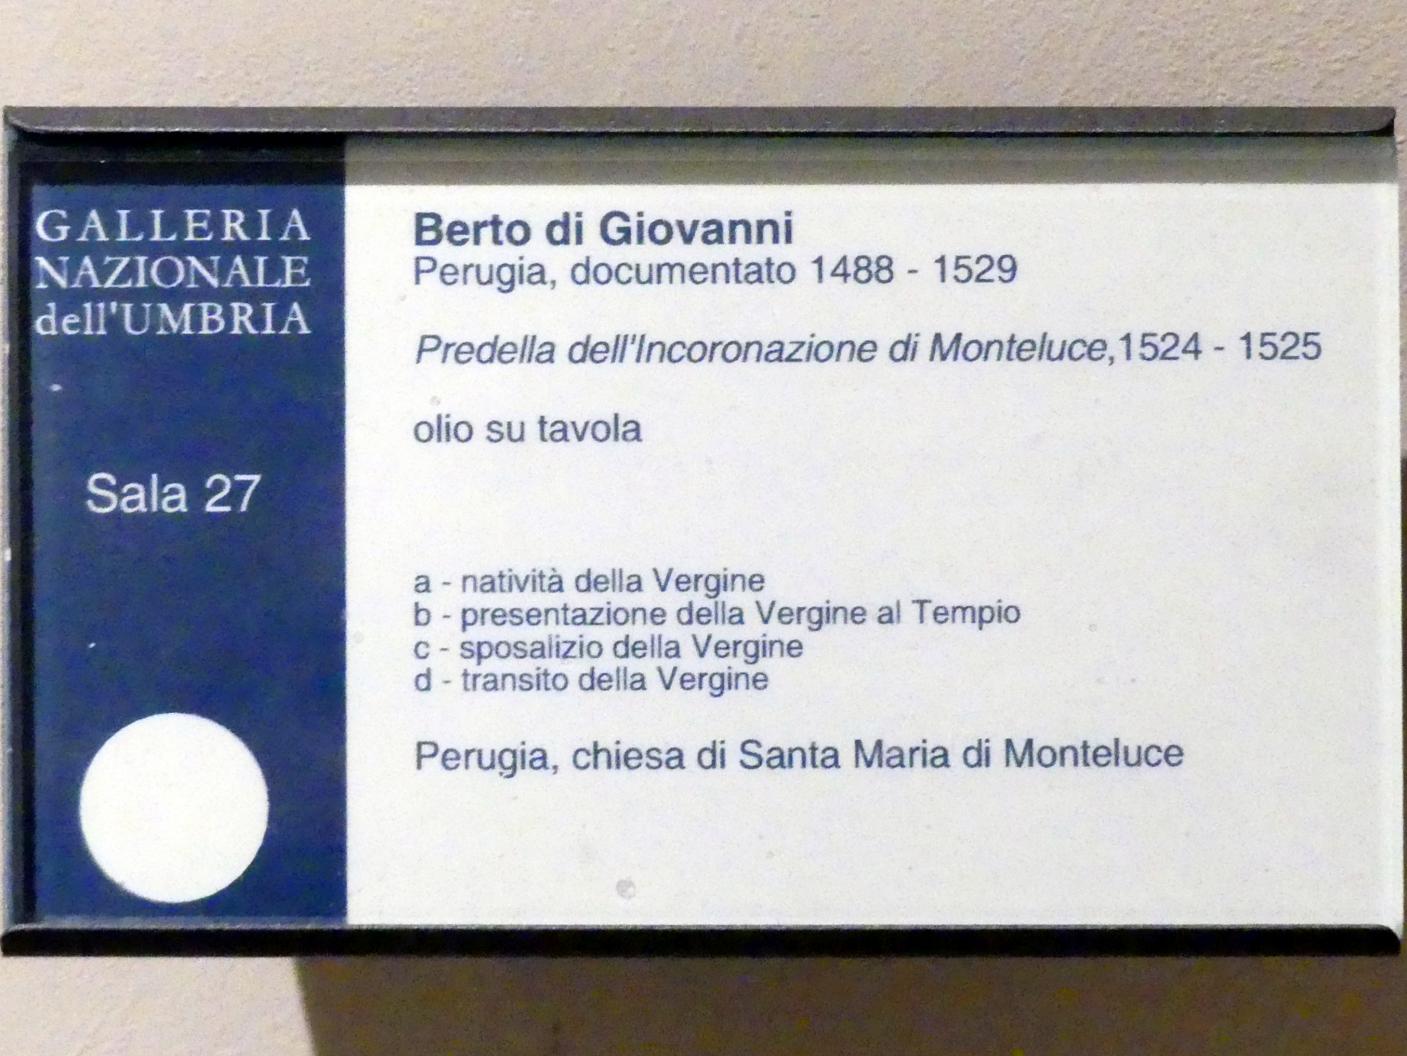 GALLERIA
NAZIONALE
dell'UMBRIA
Sala 27
Berto di Giovanni
Perugia, documentato 1488 - 1529
Predella dell'Incoronazione di Monteluce,1524 - 1525
olio su tavola
a - natività della Vergine
b - presentazione della Vergine al Tempio
c - sposalizio della Vergine
d - transito della Vergine
Perugia, chiesa di Santa Maria di Monteluce